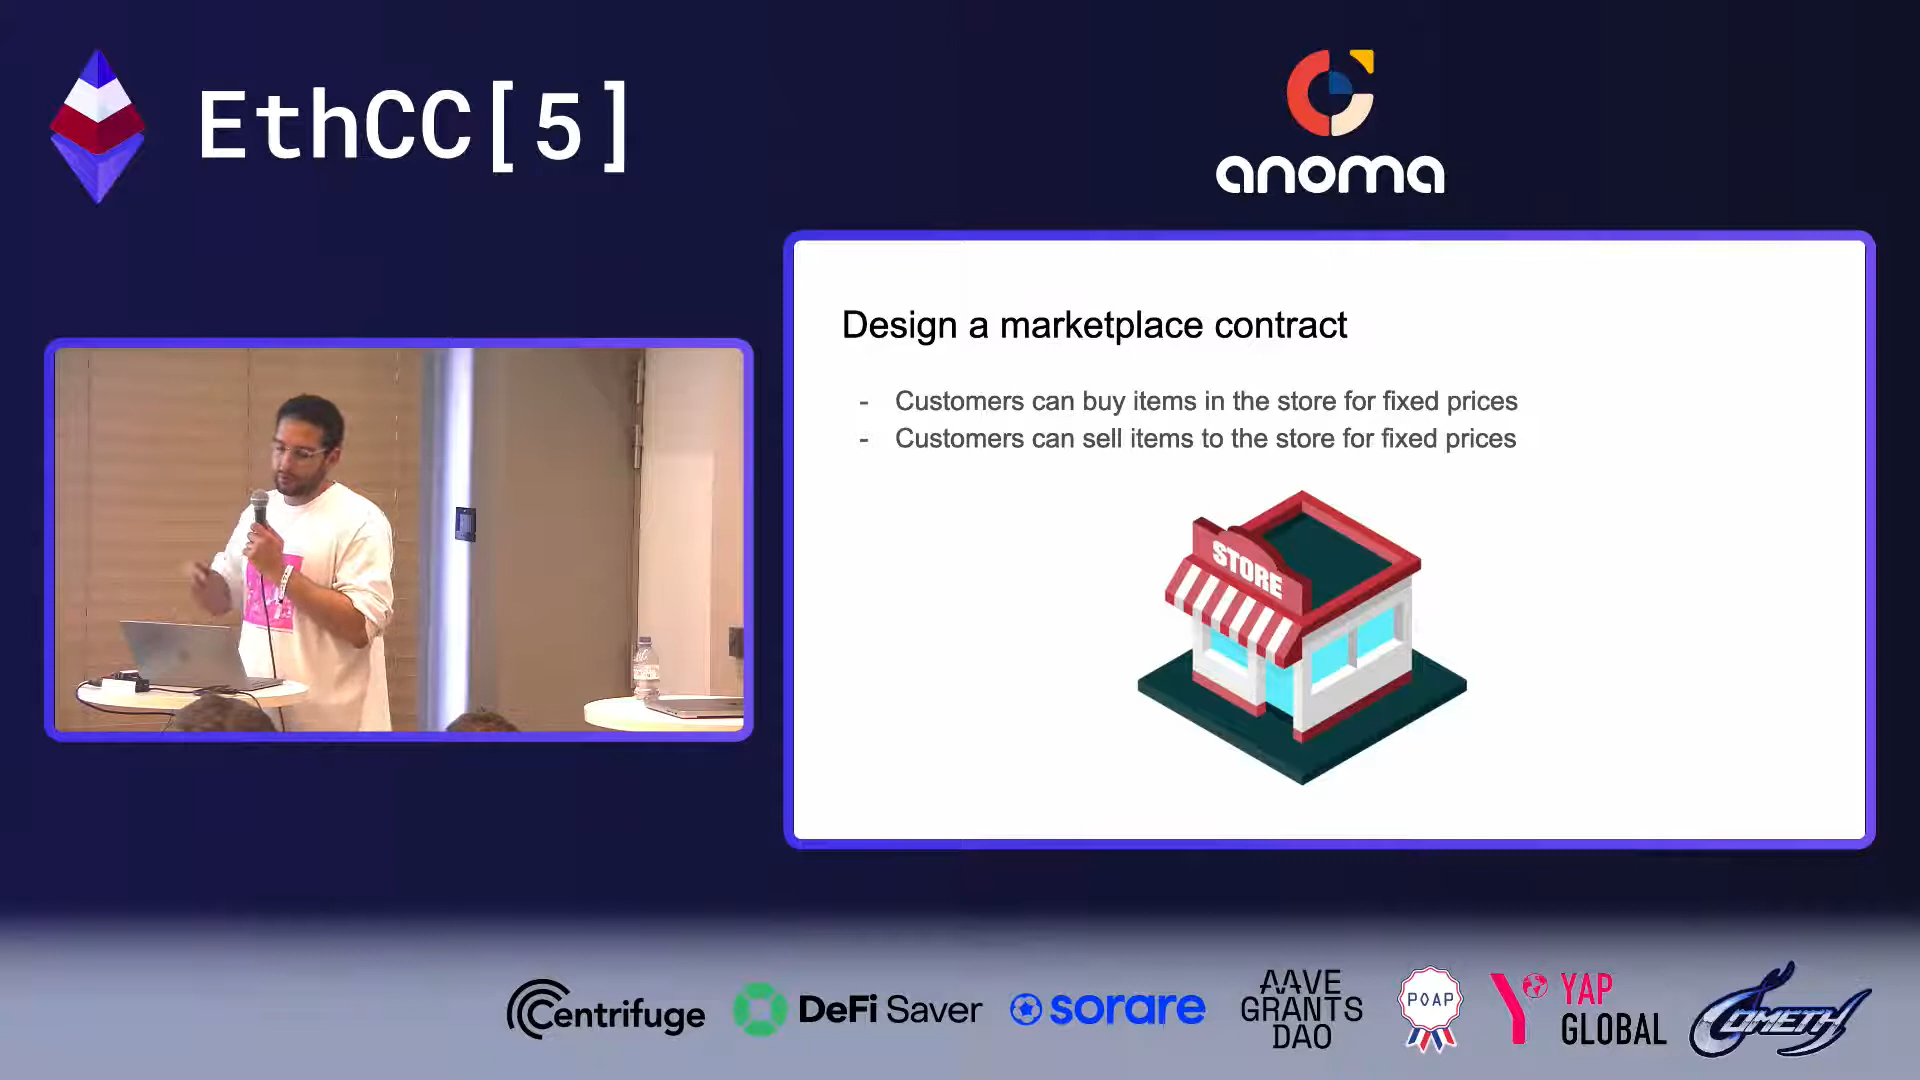 EthCC[5]
anoma
Design a marketplace contract
- Customers can buy items in the store for fixed prices
- Customers can sell items to the store for fixed prices
STORE
Centrifuge
DeFi Saver
sorare
AAVE
GRANTS
DAO
POAP
YAP
GLOBAL
COMETH